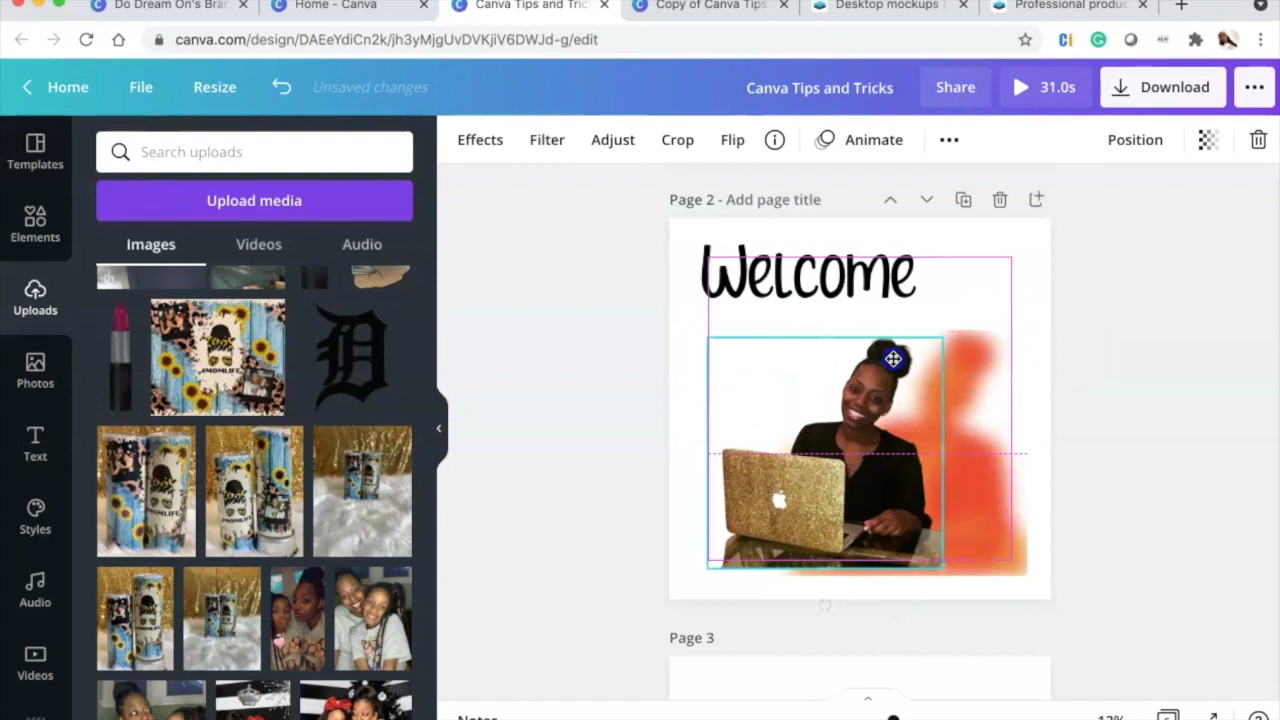 Do Dream On's Bra
Home - Canva
Canva Tips and Tric
Copy of Canva Tips
Desktop mockups
Professional produc
canva.com/design/DAEeYdiCn2k/jh3yMjgUvDVKjiV6DWJd-g/edit
Home
File
Resize
Unsaved changes
Canva Tips and Tricks
Share
31.0s
Download
Templates
Search uploads
Effects
Filter
Adjust
Crop
Flip
Animate
Position
Upload media
Page 2 - Add page title
Elements
Images
Videos
Audio
Welcome
Uploads
D
#MOMLIFE
Photos
Text
Styles
Audio
Videos
Page 3
Notes
13%